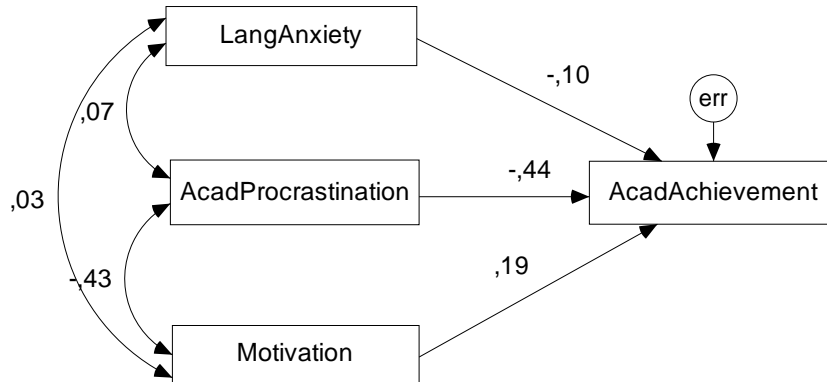 LangAnxiety
-,10
err
,07
AcadProcrastination
-,44
AcadAchievement
,03
-,43
,19
Motivation